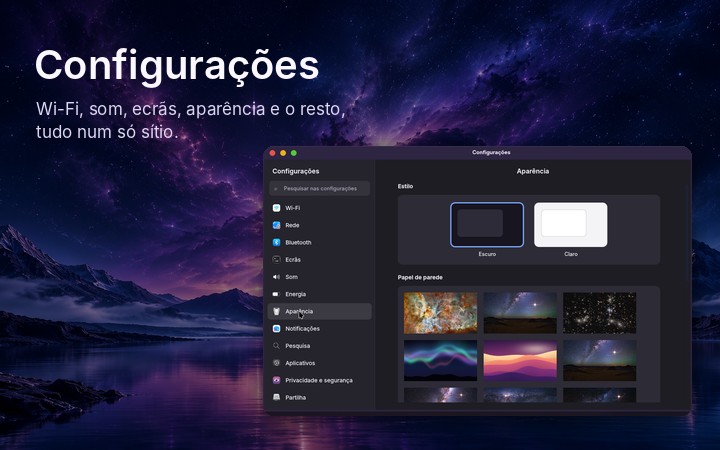 Configurações
Wi-Fi, som, ecrãs, aparência e o resto,
tudo num só sítio.
Configurações
Configurações
Pesquisar nas configurações
Wi-Fi
Rede
Bluetooth
Ecrãs
Som
Energia
Aparência
Notificações
Pesquisa
Aplicativos
Privacidade e segurança
Partilha
Aparência
Estilo
Escuro
Claro
Papel de parede